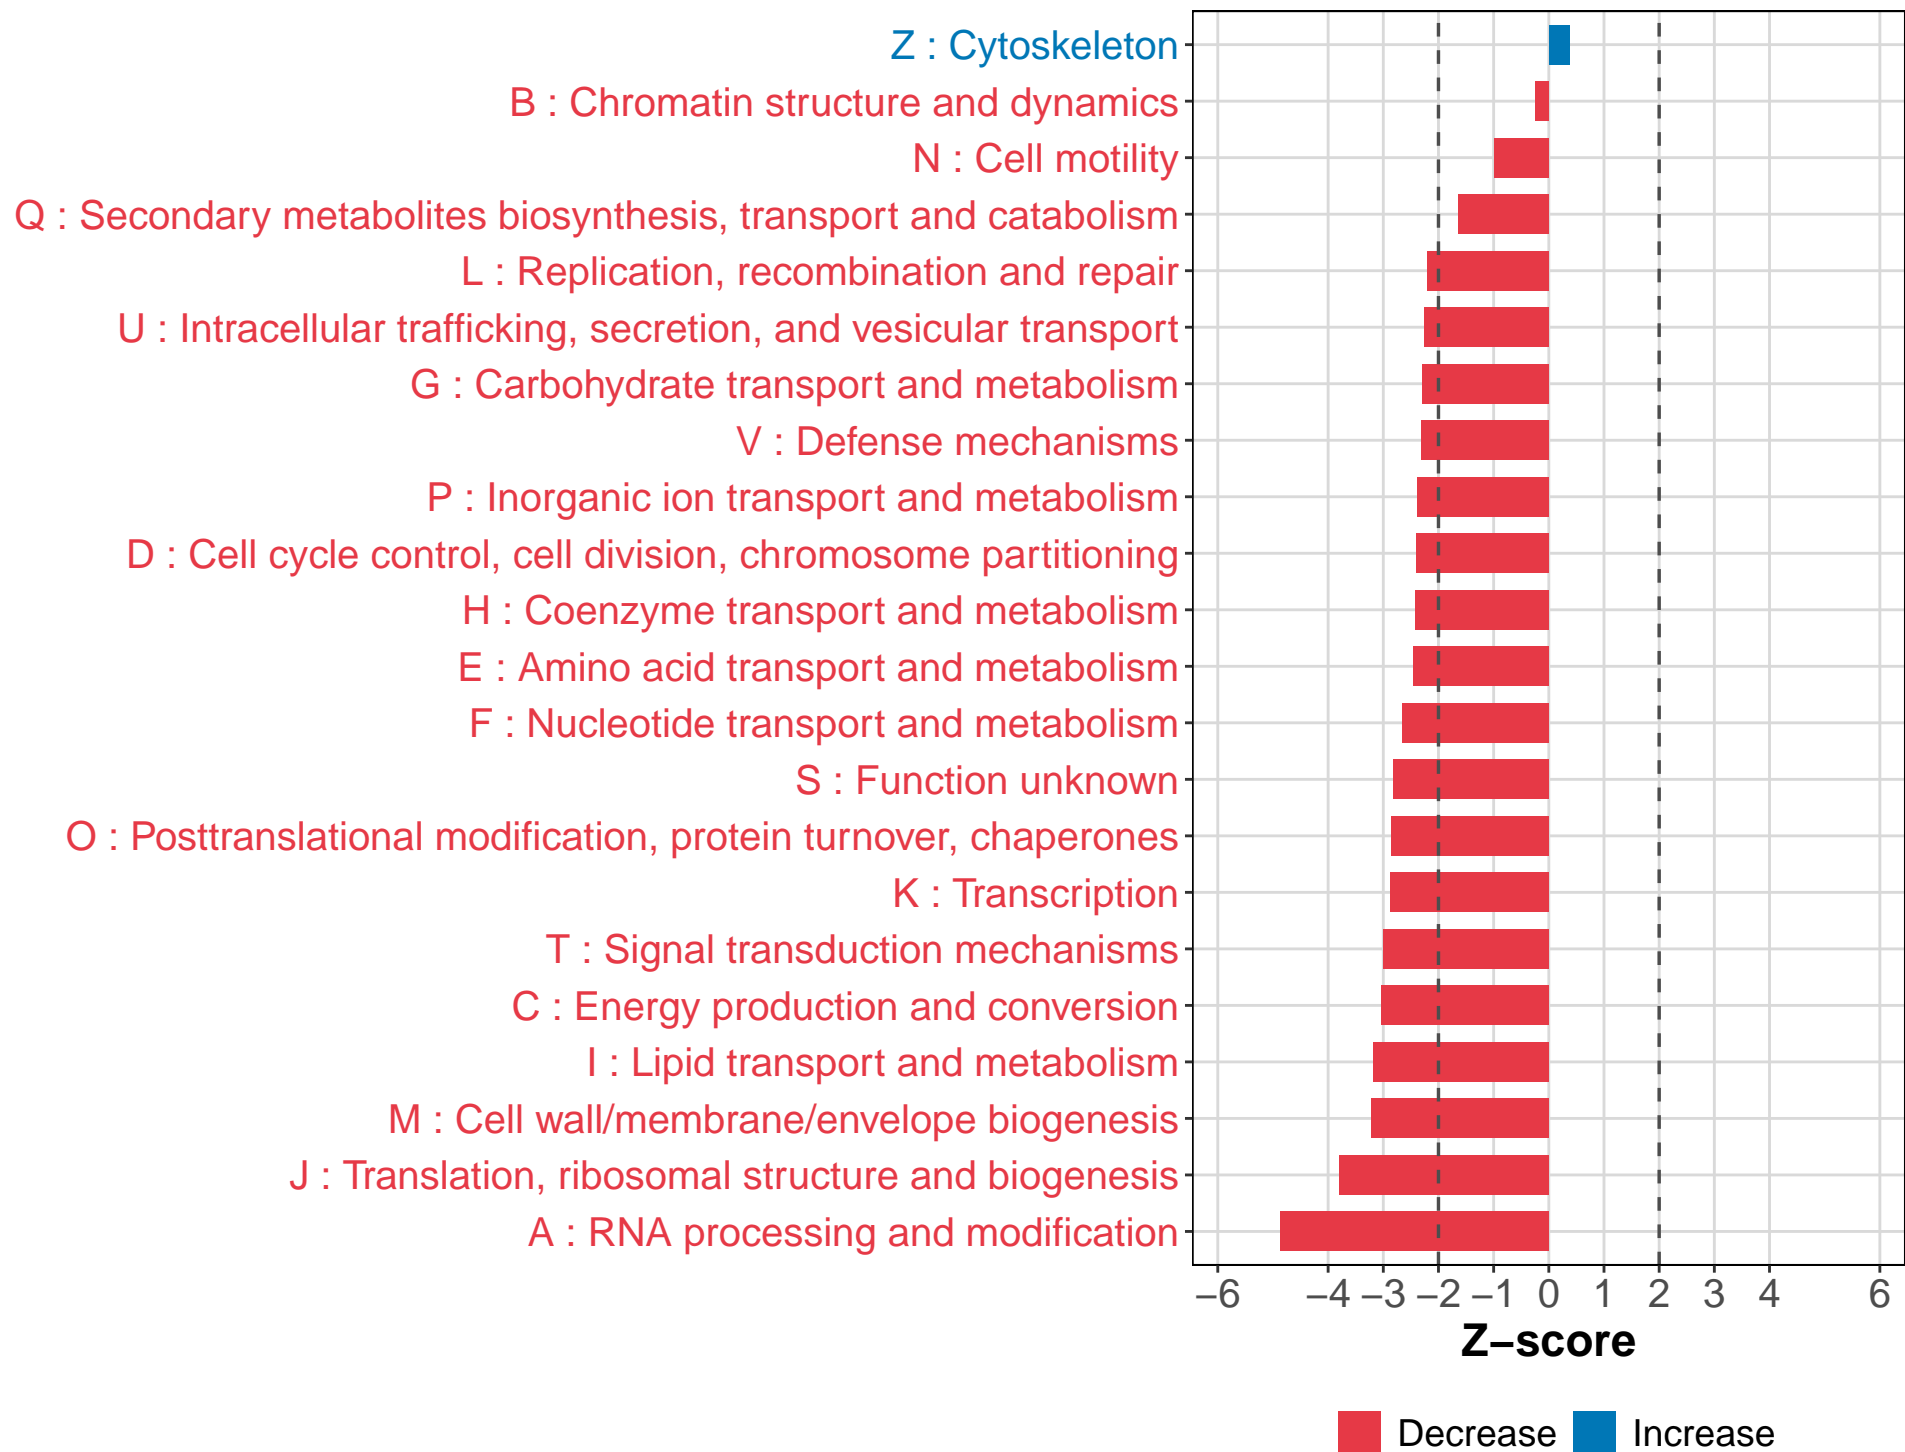 Z : Cytoskeleton
B : Chromatin structure and dynamics
N : Cell motility
Q : Secondary metabolites biosynthesis, transport and catabolism
L : Replication, recombination and repair
U : Intracellular trafficking, secretion, and vesicular transport
G : Carbohydrate transport and metabolism
V : Defense mechanisms
P : Inorganic ion transport and metabolism
D : Cell cycle control, cell division, chromosome partitioning
H : Coenzyme transport and metabolism
E : Amino acid transport and metabolism
F : Nucleotide transport and metabolism
S : Function unknown
O : Posttranslational modification, protein turnover, chaperones
K : Transcription
T : Signal transduction mechanisms
C : Energy production and conversion
I : Lipid transport and metabolism
M : Cell wall/membrane/envelope biogenesis
J : Translation, ribosomal structure and biogenesis
A : RNA processing and modification
−6 −4 −3 −2 −1 0 1 2 3 4 6
Z−score
Decrease Increase